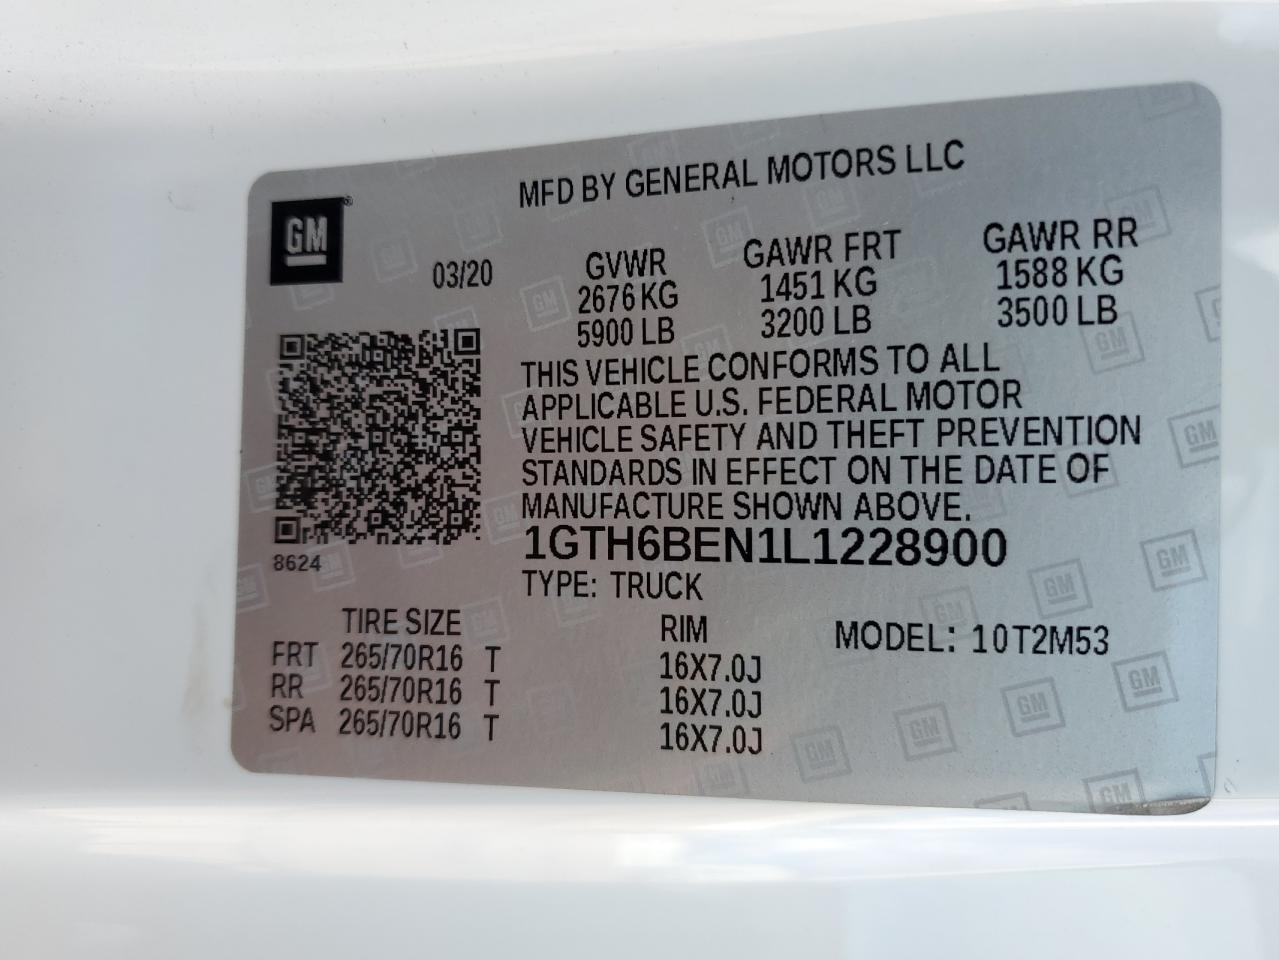 MFD BY GENERAL MOTORS LLC
GM®
03/20
GVWR
2676 KG
5900 LB
GAWR FRT
1451 KG
3200 LB
GAWR RR
1588 KG
3500 LB
THIS VEHICLE CONFORMS TO ALL
APPLICABLE U.S. FEDERAL MOTOR
VEHICLE SAFETY AND THEFT PREVENTION
STANDARDS IN EFFECT ON THE DATE OF
MANUFACTURE SHOWN ABOVE.
1GTH6BEN1L1228900
8624
TYPE: TRUCK
TIRE SIZE RIM MODEL: 10T2M53
FRT 265/70R16 T 16X7.0J
RR 265/70R16 T 16X7.0J
SPA 265/70R16 T 16X7.0J